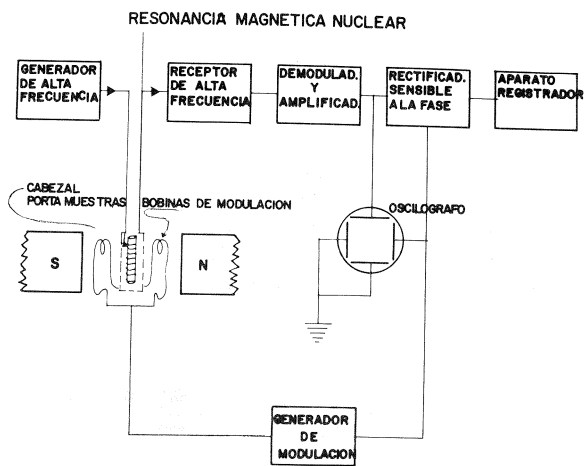 RESONANCIA MAGNETICA NUCLEAR
GENERADOR
DE ALTA
FRECUENCIA
RECEPTOR
DE ALTA
FRECUENCIA
DEMODULAD.
Y
AMPLIFICAD.
RECTIFICAD.
SENSIBLE
A LA FASE
APARATO
REGISTRADOR
CABEZAL
PORTA MUESTRAS
BOBINAS DE MODULACION
OSCILOGRAFO
S
N
GENERADOR
DE
MODULACION